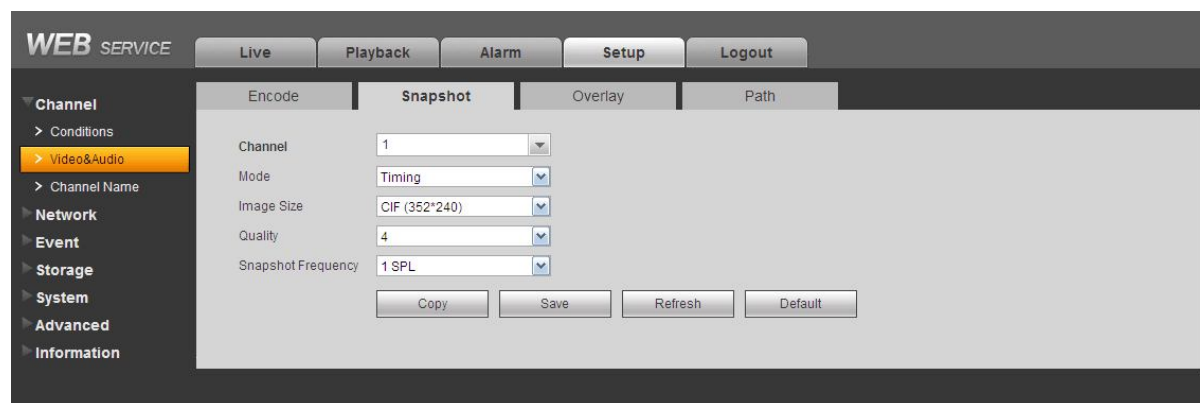 WEB SERVICE
Live Playback Alarm Setup Logout
Encode Snapshot Overlay Path
Channel
> Conditions
> Video&Audio
> Channel Name
Network
Event
Storage
System
Advanced
Information
Channel 1
Mode Timing
Image Size CIF (352*240)
Quality 4
Snapshot Frequency 1 SPL
Copy Save Refresh Default